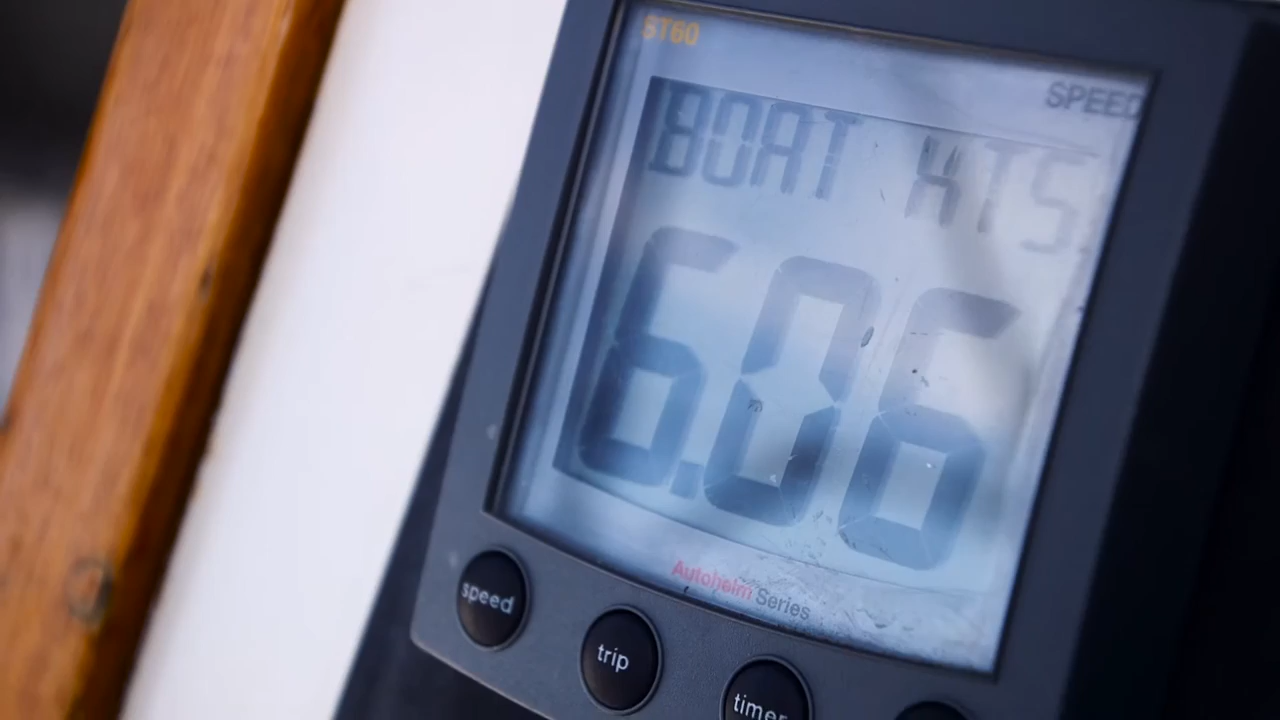 ST60
SPEED
BOAT KTS
6.06
Autohelm Series
speed
trip
timer